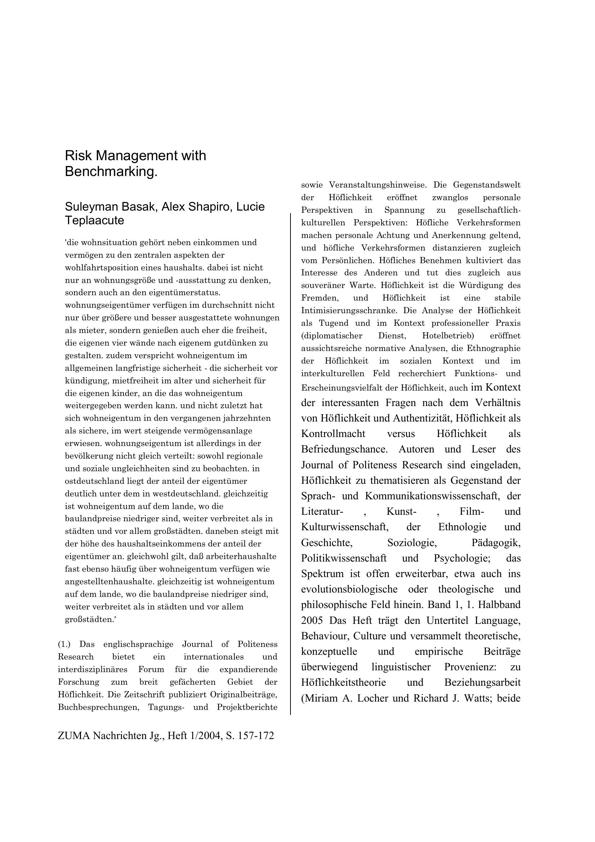 Risk Management with
Benchmarking.
Suleyman Basak, Alex Shapiro, Lucie
Teplaacute
'die wohnsituation gehört neben einkommen und
vermögen zu den zentralen aspekten der
wohlfahrtsposition eines haushalts. dabei ist nicht
nur an wohnungsgröße und -ausstattung zu denken,
sondern auch an den eigentümerstatus.
wohnungseigentümer verfügen im durchschnitt nicht
nur über größere und besser ausgestattete wohnungen
als mieter, sondern genießen auch eher die freiheit,
die eigenen vier wände nach eigenem gutdünken zu
gestalten. zudem verspricht wohneigentum im
allgemeinen langfristige sicherheit - die sicherheit vor
kündigung, mietfreiheit im alter und sicherheit für
die eigenen kinder, an die das wohneigentum
weitergegeben werden kann. und nicht zuletzt hat
sich wohneigentum in den vergangenen jahrzehnten
als sichere, im wert steigende vermögensanlage
erwiesen. wohnungseigentum ist allerdings in der
bevölkerung nicht gleich verteilt: sowohl regionale
und soziale ungleichheiten sind zu beobachten. in
ostdeutschland liegt der anteil der eigentümer
deutlich unter dem in westdeutschland. gleichzeitig
ist wohneigentum auf dem lande, wo die
baulandpreise niedriger sind, weiter verbreitet als in
städten und vor allem großstädten. daneben steigt mit
der höhe des haushaltseinkommens der anteil der
eigentümer an. gleichwohl gilt, daß arbeiterhaushalte
fast ebenso häufig über wohneigentum verfügen wie
angestelltenhaushalte. gleichzeitig ist wohneigentum
auf dem lande, wo die baulandpreise niedriger sind,
weiter verbreitet als in städten und vor allem
großstädten.'
(1.) Das englischsprachige Journal of Politeness
Research bietet ein internationales und
interdisziplinäres Forum für die expandierende
Forschung zum breit gefächerten Gebiet der
Höflichkeit. Die Zeitschrift publiziert Originalbeiträge,
Buchbesprechungen, Tagungs- und Projektberichte
sowie Veranstaltungshinweise. Die Gegenstandswelt
der Höflichkeit eröffnet zwanglos personale
Perspektiven in Spannung zu gesellschaftlich-
kulturellen Perspektiven: Höfliche Verkehrsformen
machen personale Achtung und Anerkennung geltend,
und höfliche Verkehrsformen distanzieren zugleich
vom Persönlichen. Höfliches Benehmen kultiviert das
Interesse des Anderen und tut dies zugleich aus
souveräner Warte. Höflichkeit ist die Würdigung des
Fremden, und Höflichkeit ist eine stabile
Intimisierungsschranke. Die Analyse der Höflichkeit
als Tugend und im Kontext professioneller Praxis
(diplomatischer Dienst, Hotelbetrieb) eröffnet
aussichtsreiche normative Analysen, die Ethnographie
der Höflichkeit im sozialen Kontext und im
interkulturellen Feld recherchiert Funktions- und
Erscheinungsvielfalt der Höflichkeit, auch im Kontext
der interessanten Fragen nach dem Verhältnis
von Höflichkeit und Authentizität, Höflichkeit als
Kontrollmacht versus Höflichkeit als
Befriedungschance. Autoren und Leser des
Journal of Politeness Research sind eingeladen,
Höflichkeit zu thematisieren als Gegenstand der
Sprach- und Kommunikationswissenschaft, der
Literatur- , Kunst- , Film- und
Kulturwissenschaft, der Ethnologie und
Geschichte, Soziologie, Pädagogik,
Politikwissenschaft und Psychologie; das
Spektrum ist offen erweiterbar, etwa auch ins
evolutionsbiologische oder theologische und
philosophische Feld hinein. Band 1, 1. Halbband
2005 Das Heft trägt den Untertitel Language,
Behaviour, Culture und versammelt theoretische,
konzeptuelle und empirische Beiträge
überwiegend linguistischer Provenienz: zu
Höflichkeitstheorie und Beziehungsarbeit
(Miriam A. Locher und Richard J. Watts; beide
ZUMA Nachrichten Jg., Heft 1/2004, S. 157-172